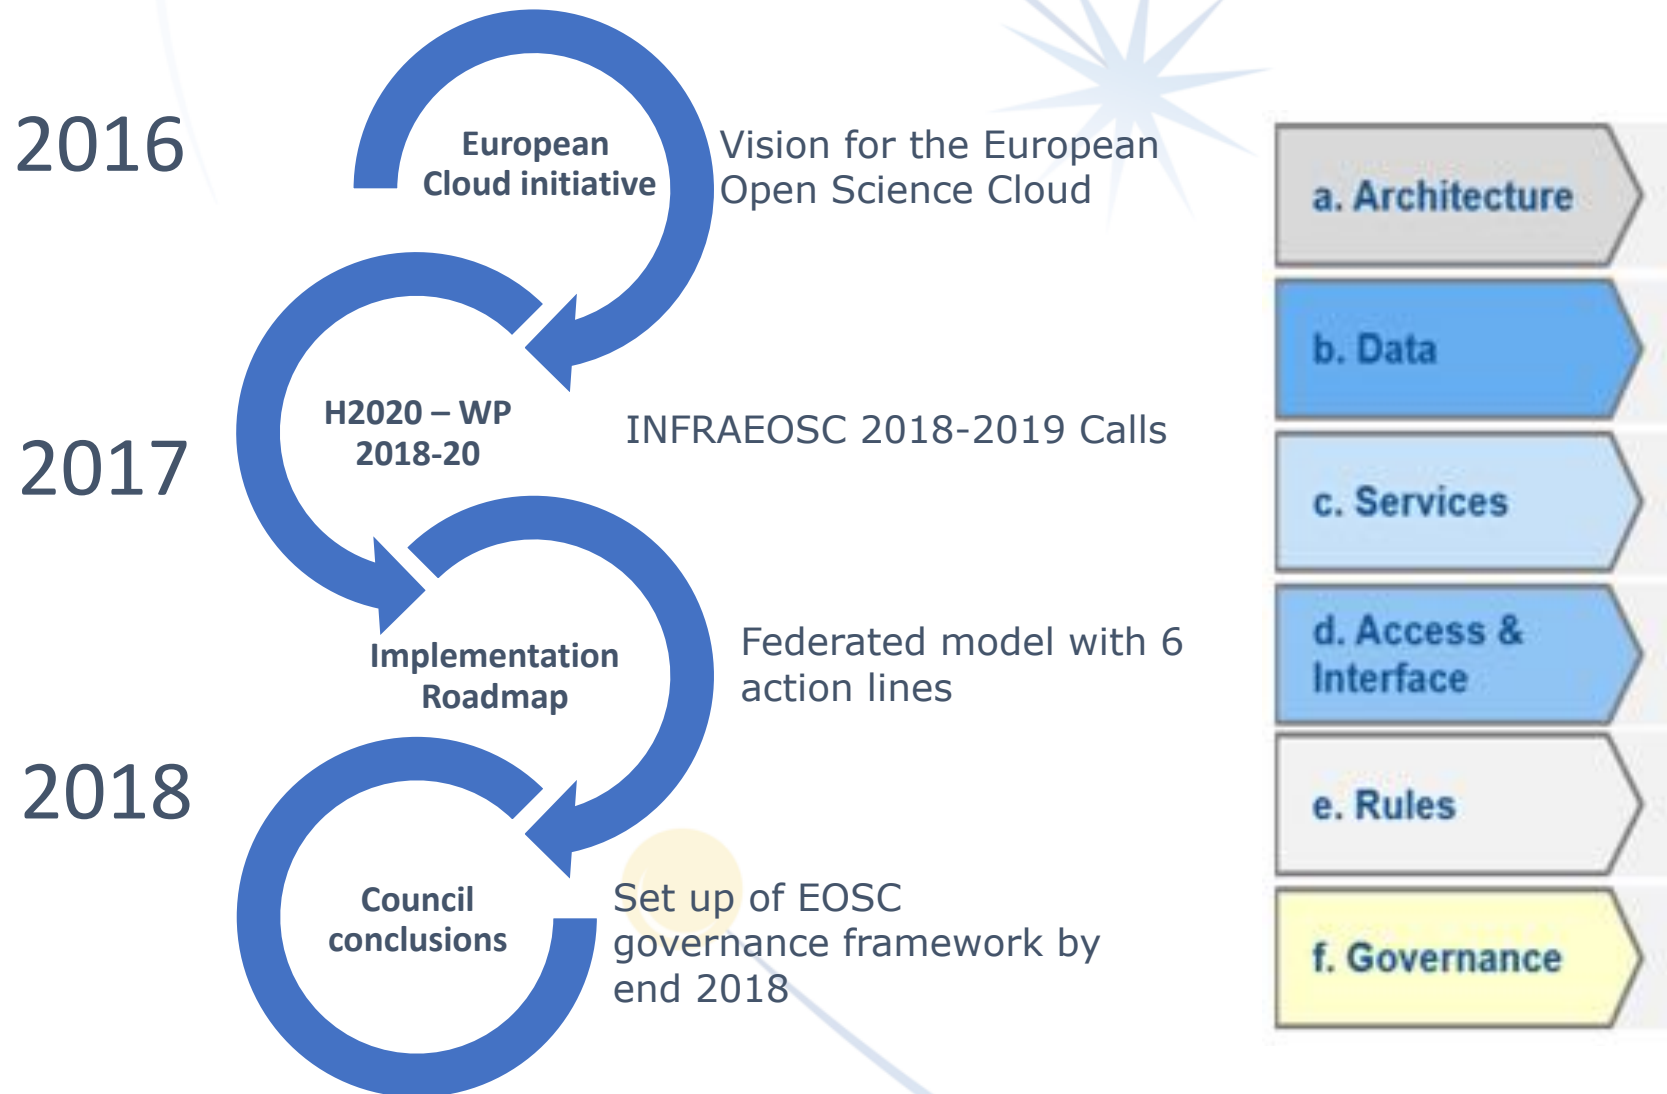 2016
European
Cloud initiative
Vision for the European
Open Science Cloud
2017
H2020 – WP
2018-20
INFRAEOSC 2018-2019 Calls
Implementation
Roadmap
Federated model with 6
action lines
2018
Council
conclusions
Set up of EOSC
governance framework by
end 2018
a. Architecture
b. Data
c. Services
d. Access &
Interface
e. Rules
f. Governance